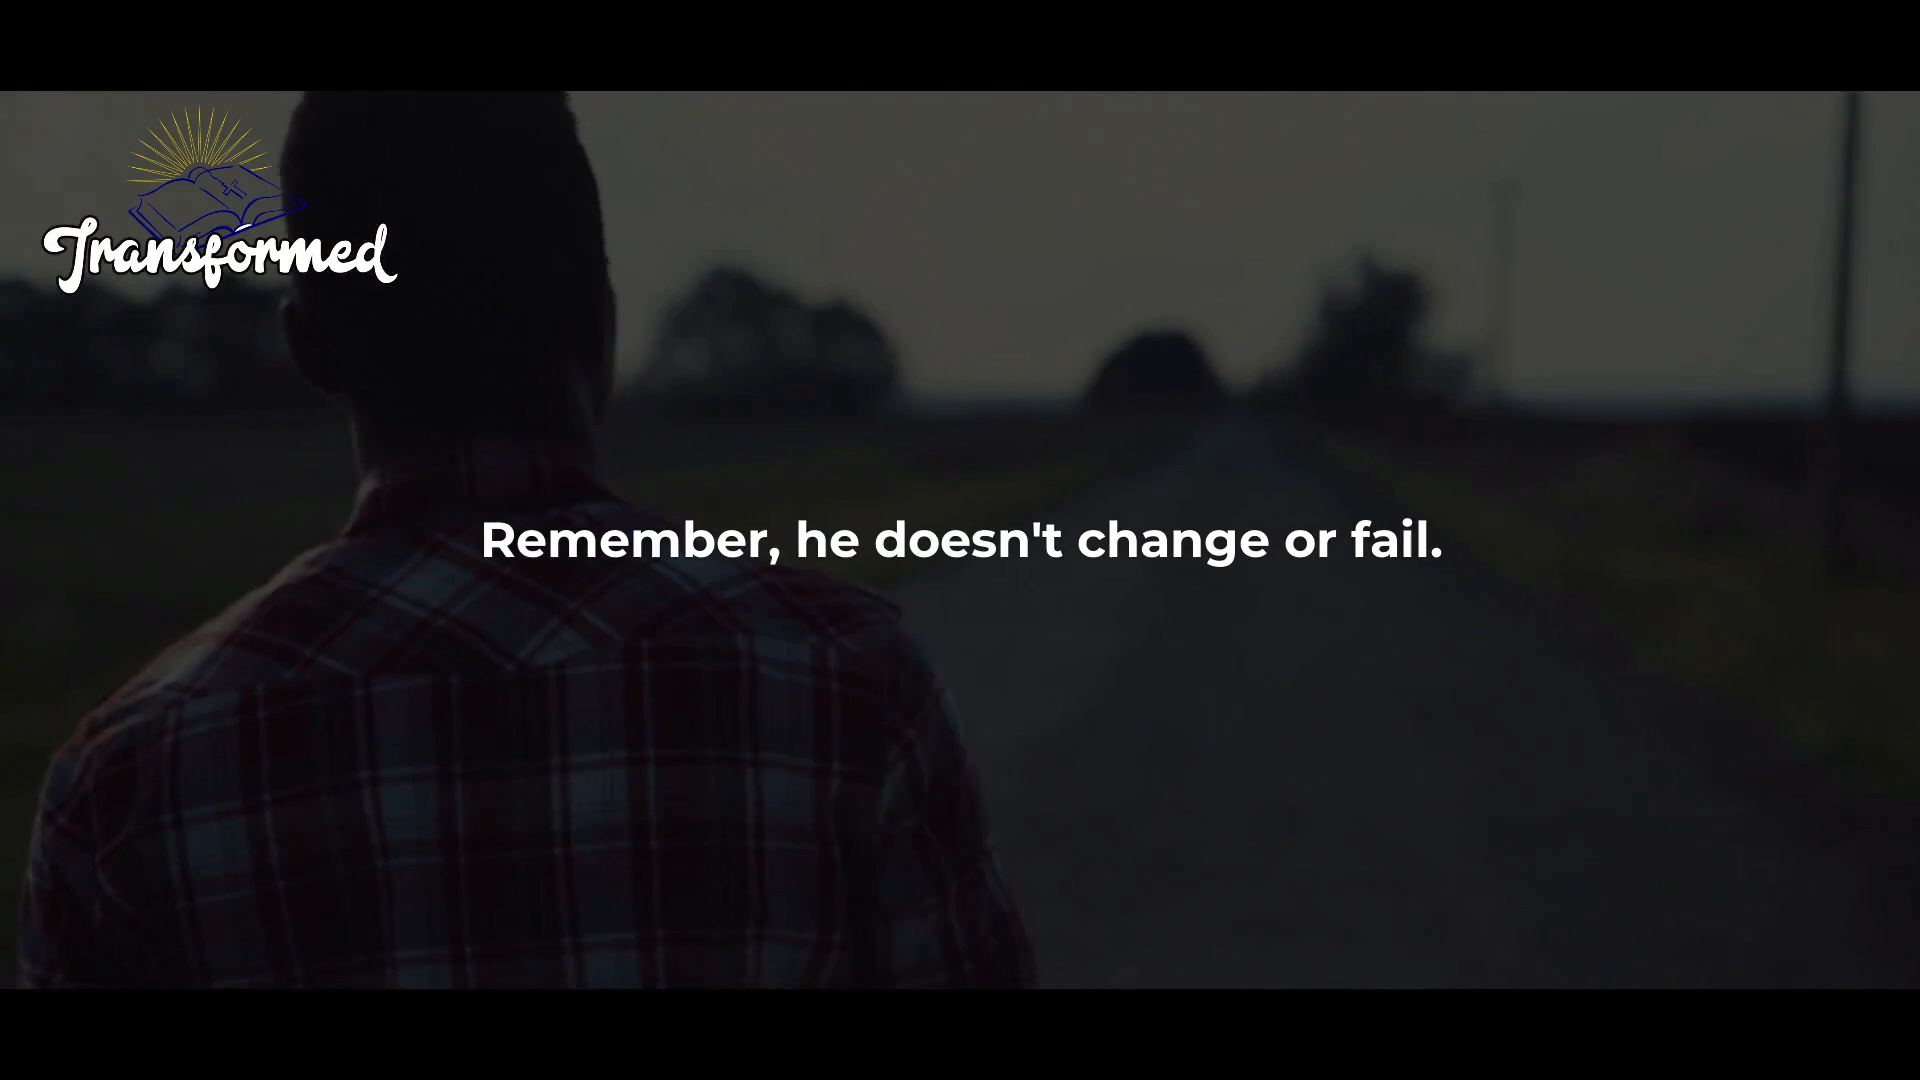 Transformed
Remember, he doesn't change or fail.